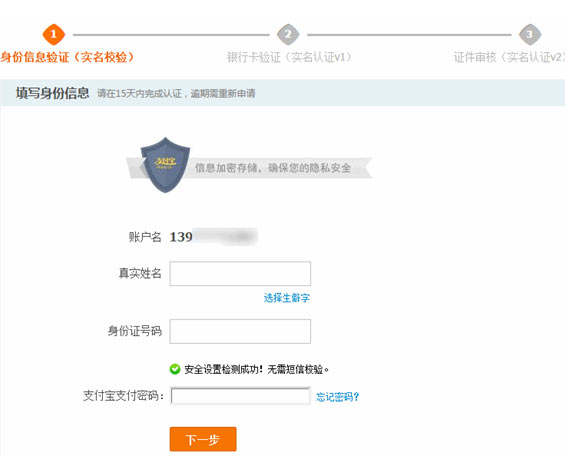 1 2 3
身份信息验证（实名校验） 银行卡验证（实名认证v1） 证件审核（实名认证v2）
填写身份信息 请在15天内完成认证，逾期需重新申请
信息加密存储，确保您的隐私安全
账户名 139
真实姓名
选择生僻字
身份证号码
安全设置检测成功！无需短信校验。
支付宝支付密码： 忘记密码?
下一步